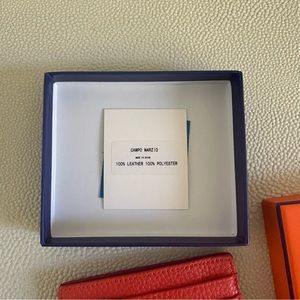 CAMPO MARZIO
100% LEATHER 100% POLYESTER